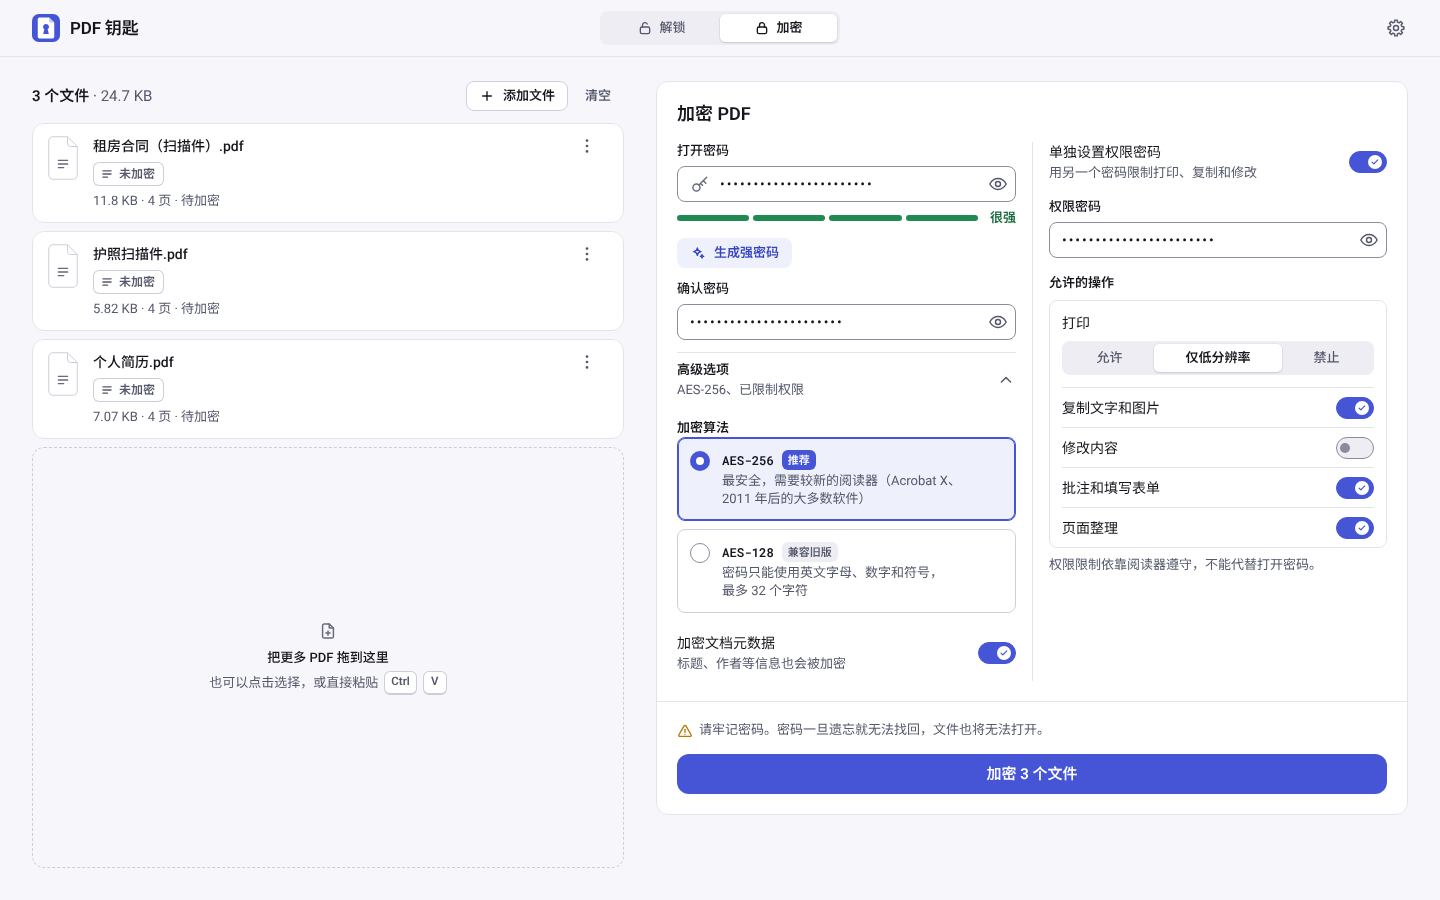 PDF 钥匙
解锁
加密
3 个文件 · 24.7 KB
添加文件
清空
租房合同（扫描件）.pdf
未加密
11.8 KB · 4 页 · 待加密
护照扫描件.pdf
未加密
5.82 KB · 4 页 · 待加密
个人简历.pdf
未加密
7.07 KB · 4 页 · 待加密
把更多 PDF 拖到这里
也可以点击选择，或直接粘贴 Ctrl V
加密 PDF
打开密码
很强
生成强密码
确认密码
高级选项
AES-256、已限制权限
加密算法
AES-256 推荐
最安全，需要较新的阅读器（Acrobat X、
2011 年后的大多数软件）
AES-128 兼容旧版
密码只能使用英文字母、数字和符号，
最多 32 个字符
加密文档元数据
标题、作者等信息也会被加密
单独设置权限密码
用另一个密码限制打印、复制和修改
权限密码
允许的操作
打印
允许
仅低分辨率
禁止
复制文字和图片
修改内容
批注和填写表单
页面整理
权限限制依靠阅读器遵守，不能代替打开密码。
请牢记密码。密码一旦遗忘就无法找回，文件也将无法打开。
加密 3 个文件